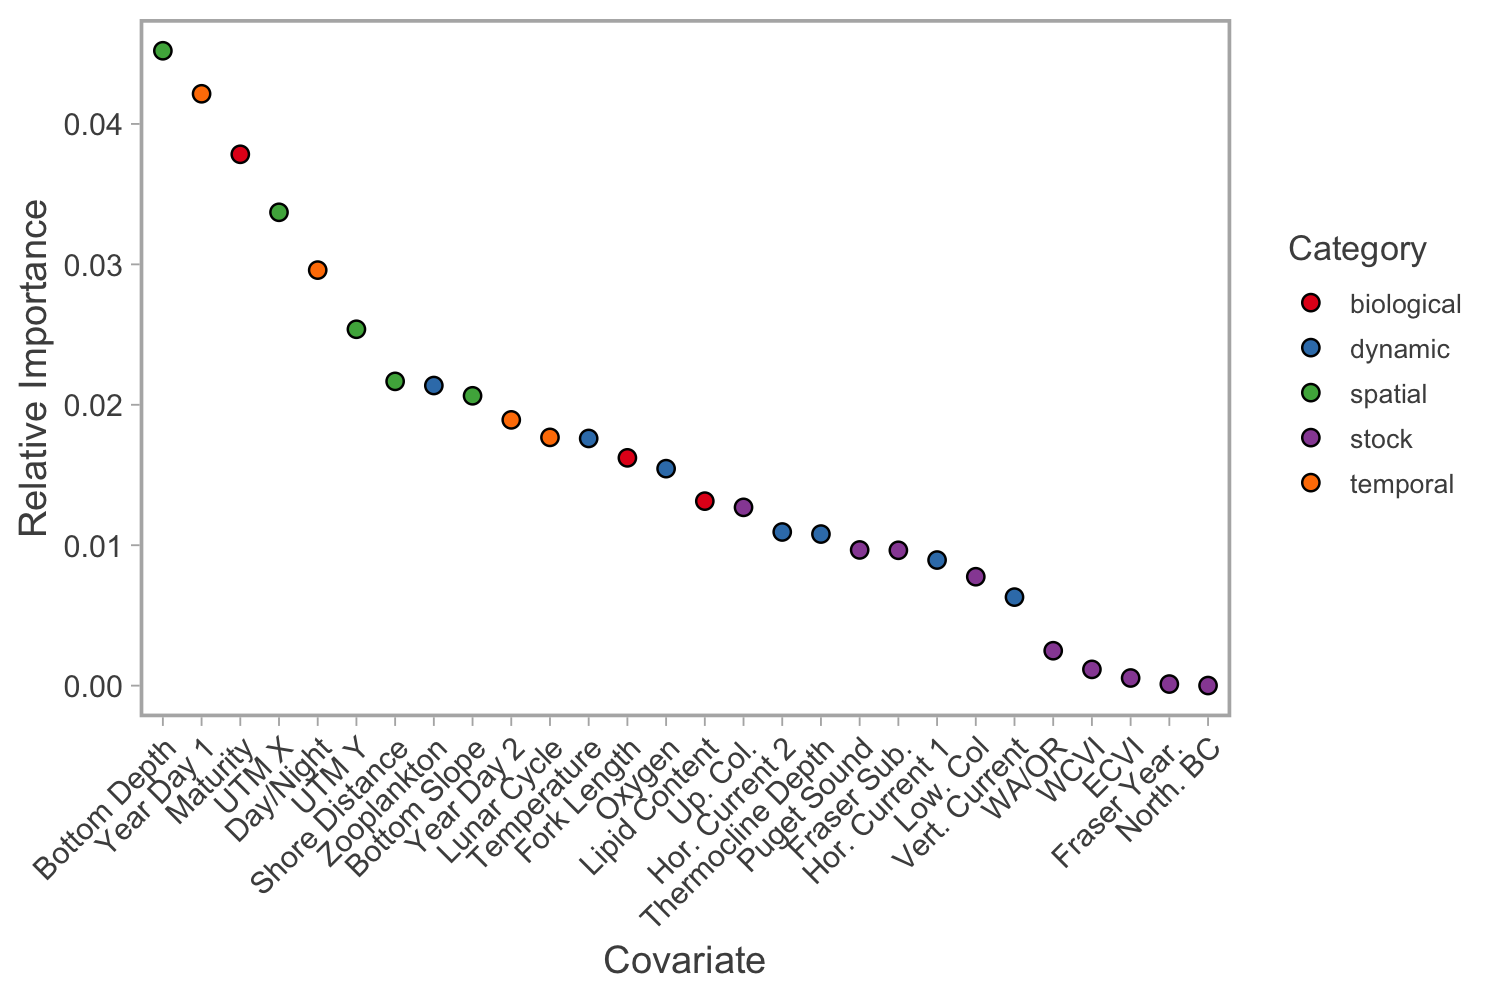 0.04
0.03
0.02
0.01
0.00
Relative Importance
Bottom Depth
Year Day 1
Maturity
UTM X
Day/Night
UTM Y
Shore Distance
Zooplankton
Bottom Slope
Year Day 2
Lunar Cycle
Temperature
Fork Length
Oxygen
Lipid Content
Up. Col.
Hor. Current 2
Thermocline Depth
Puget Sound
Fraser Sub.
Hor. Current 1
Low. Col
Vert. Current
WA/OR
WCVI
ECVI
Fraser Year.
North. BC
Covariate
Category
biological
dynamic
spatial
stock
temporal